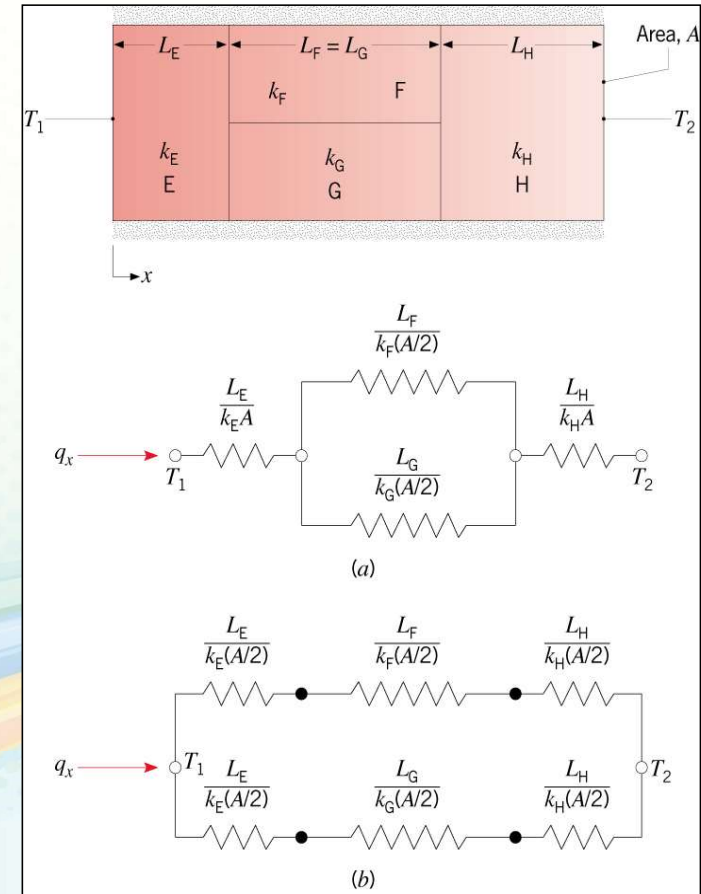 L_E L_F = L_G L_H Area, A
k_F F
T_1 T_2
k_E k_G k_H
E G H
x
L_F
k_F(A/2)
L_E L_H
k_E A k_H A
q_x
T_1 L_G T_2
k_G(A/2)
(a)
L_E L_F L_H
k_E(A/2) k_F(A/2) k_H(A/2)
q_x T_1 T_2
L_E L_G L_H
k_E(A/2) k_G(A/2) k_H(A/2)
(b)